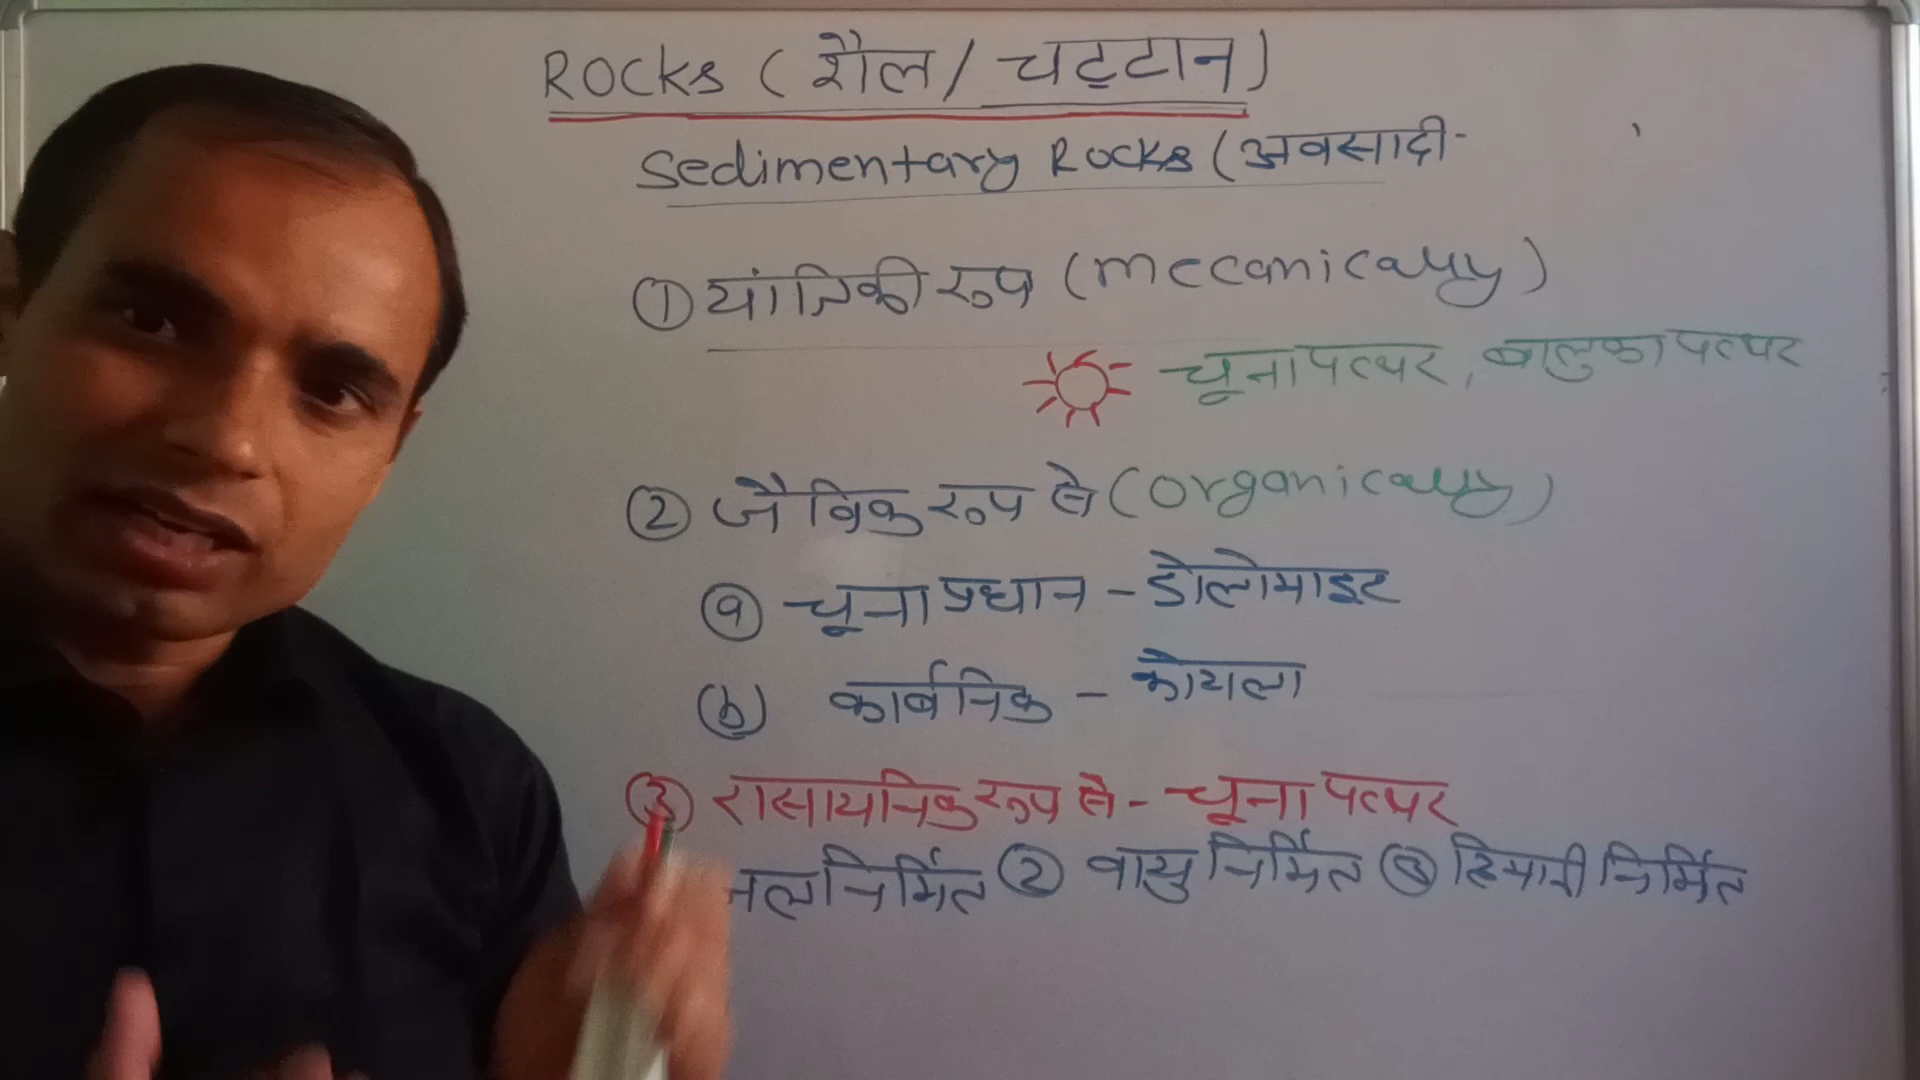 ROCKS (शैल / चट्टान)
Sedimentary Rocks (अवसादी-
① यांत्रिकी रूप (meccanically)
चूना पत्थर, बालुका पत्थर
② जैविक रूप से (organically)
ⓐ चूना प्रधान - डोलोमाइट
(b) कार्बनिक - कोयला
③ रासायनिक रूप से - चूना पत्थर
जलनिर्मित ② वायु निर्मित ③ हिमानी निर्मित